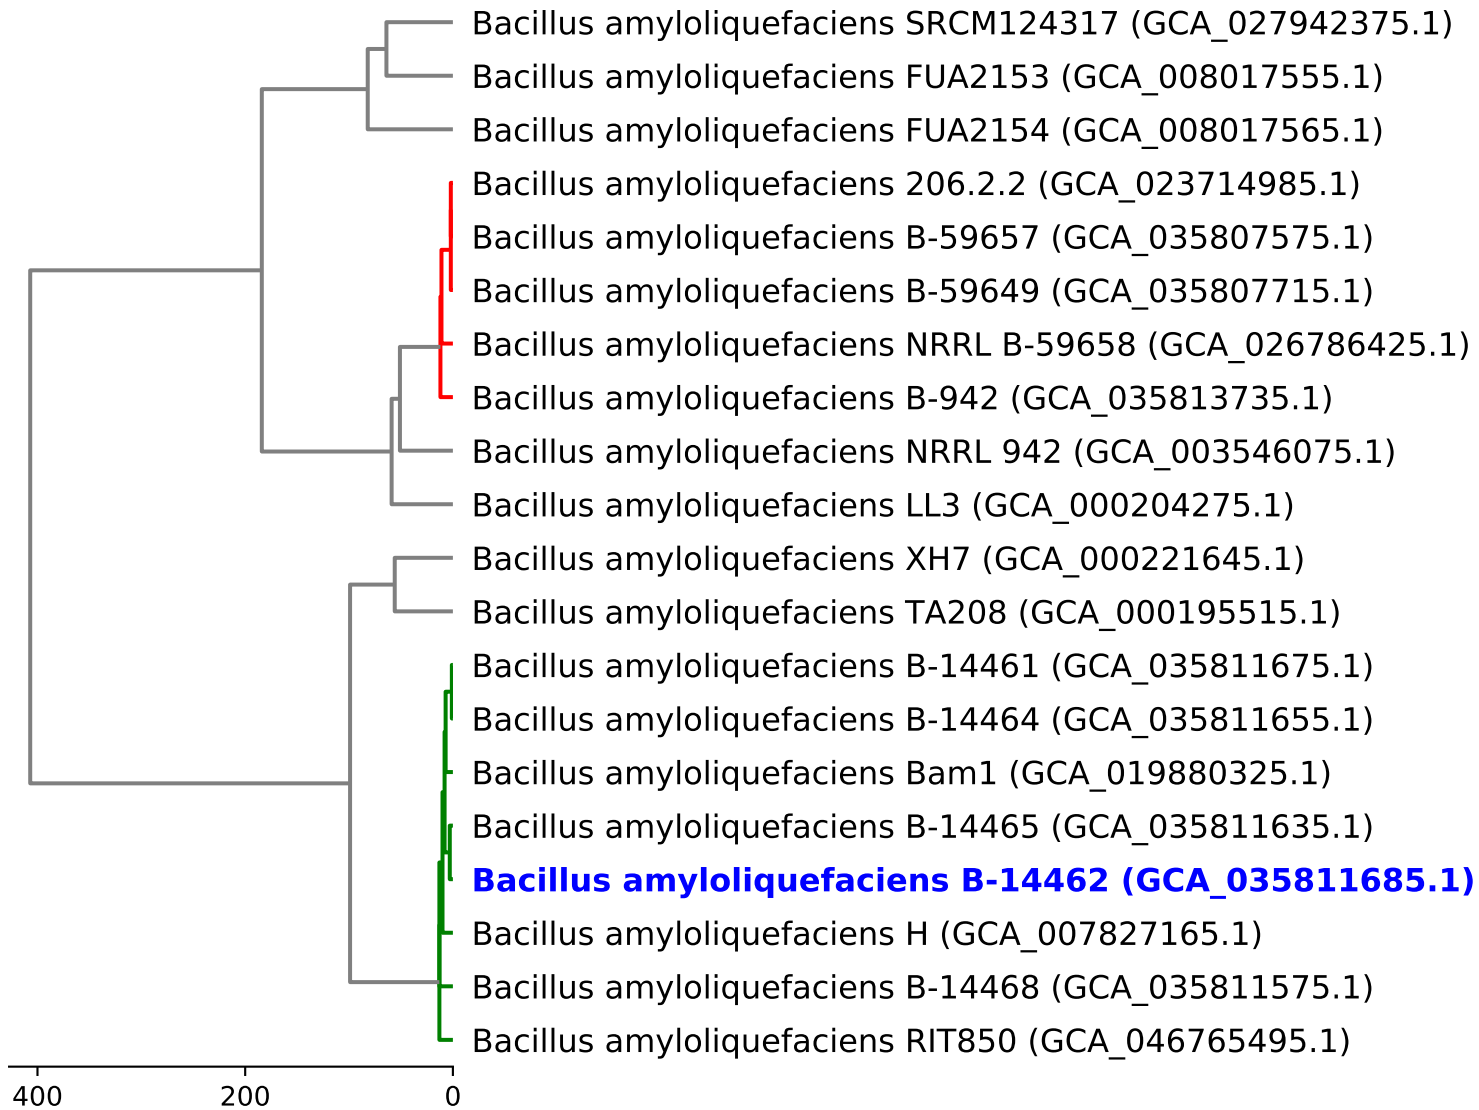 Bacillus amyloliquefaciens SRCM124317 (GCA_027942375.1)
Bacillus amyloliquefaciens FUA2153 (GCA_008017555.1)
Bacillus amyloliquefaciens FUA2154 (GCA_008017565.1)
Bacillus amyloliquefaciens 206.2.2 (GCA_023714985.1)
Bacillus amyloliquefaciens B-59657 (GCA_035807575.1)
Bacillus amyloliquefaciens B-59649 (GCA_035807715.1)
Bacillus amyloliquefaciens NRRL B-59658 (GCA_026786425.1)
Bacillus amyloliquefaciens B-942 (GCA_035813735.1)
Bacillus amyloliquefaciens NRRL 942 (GCA_003546075.1)
Bacillus amyloliquefaciens LL3 (GCA_000204275.1)
Bacillus amyloliquefaciens XH7 (GCA_000221645.1)
Bacillus amyloliquefaciens TA208 (GCA_000195515.1)
Bacillus amyloliquefaciens B-14461 (GCA_035811675.1)
Bacillus amyloliquefaciens B-14464 (GCA_035811655.1)
Bacillus amyloliquefaciens Bam1 (GCA_019880325.1)
Bacillus amyloliquefaciens B-14465 (GCA_035811635.1)
Bacillus amyloliquefaciens B-14462 (GCA_035811685.1)
Bacillus amyloliquefaciens H (GCA_007827165.1)
Bacillus amyloliquefaciens B-14468 (GCA_035811575.1)
Bacillus amyloliquefaciens RIT850 (GCA_046765495.1)
400 200 0